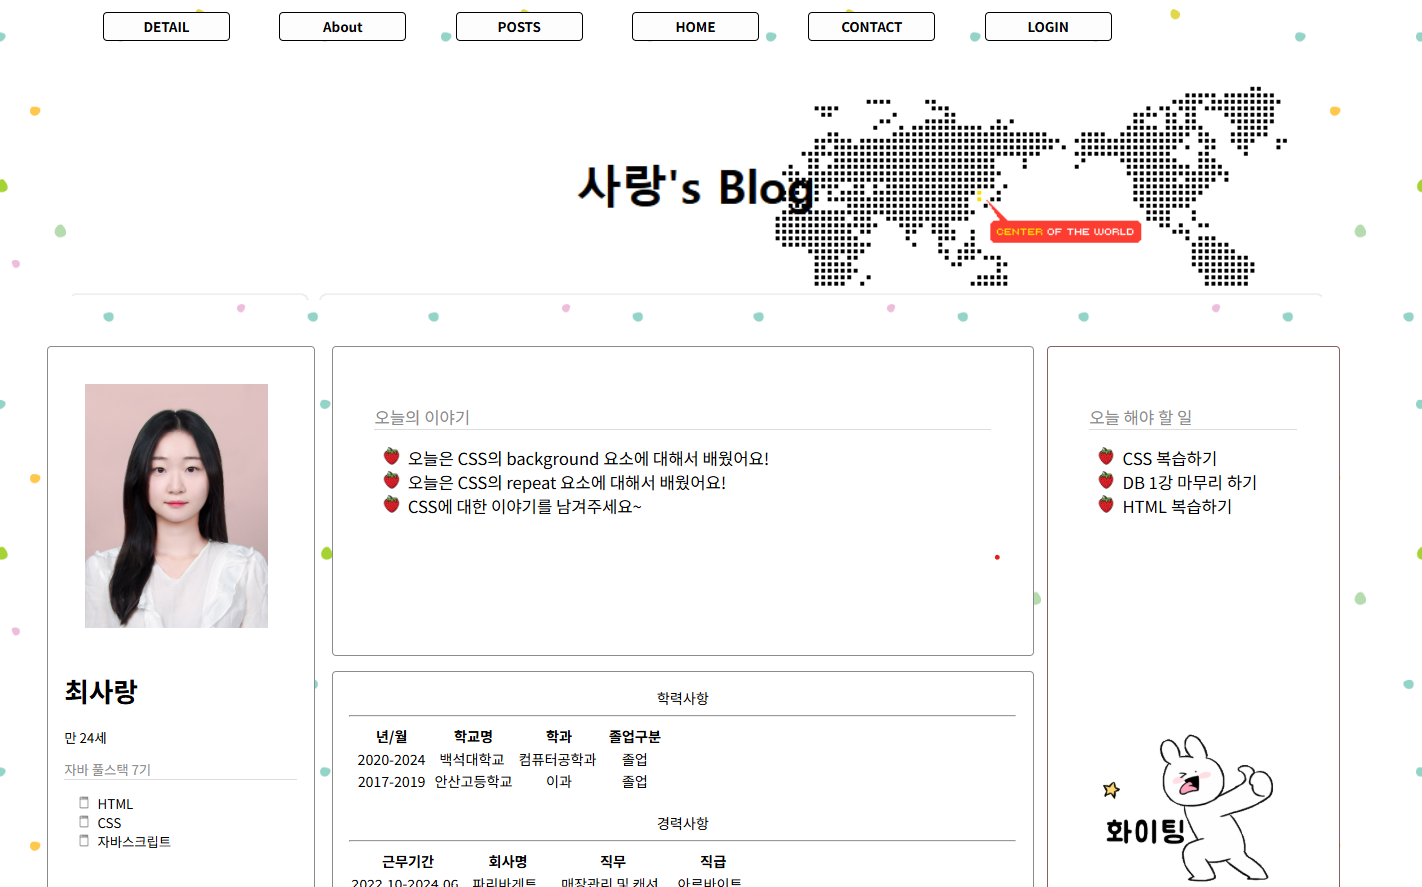 DETAIL About POSTS HOME CONTACT LOGIN
사랑's Blog
CENTER OF THE WORLD
최사랑
만 24세
자바 풀스택 7기
HTML
CSS
자바스크립트
오늘의 이야기
오늘은 CSS의 background 요소에 대해서 배웠어요!
오늘은 CSS의 repeat 요소에 대해서 배웠어요!
CSS에 대한 이야기를 남겨주세요~
학력사항
년/월 학교명 학과 졸업구분
2020-2024 백석대학교 컴퓨터공학과 졸업
2017-2019 안산고등학교 이과 졸업
경력사항
근무기간 회사명 직무 직급
2022.10-2024.06 파리바게트 매장관리 및 캐셔 아르바이트
오늘 해야 할 일
CSS 복습하기
DB 1강 마무리 하기
HTML 복습하기
화이팅